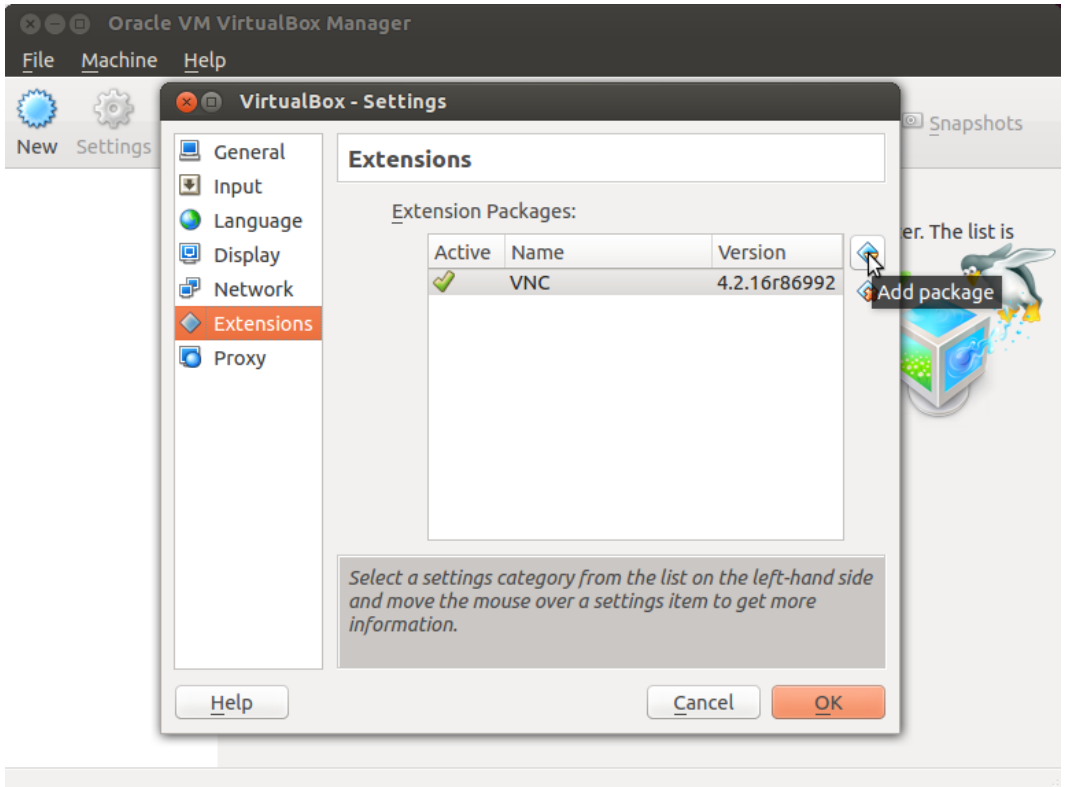 Oracle VM VirtualBox Manager
File Machine Help
VirtualBox - Settings
New Settings
Snapshots
General
Input
Language
Display
Network
Extensions
Proxy
Extensions
Extension Packages:
Active Name Version
VNC 4.2.16r86992
Add package
er. The list is
Select a settings category from the list on the left-hand side
and move the mouse over a settings item to get more
information.
Help Cancel OK